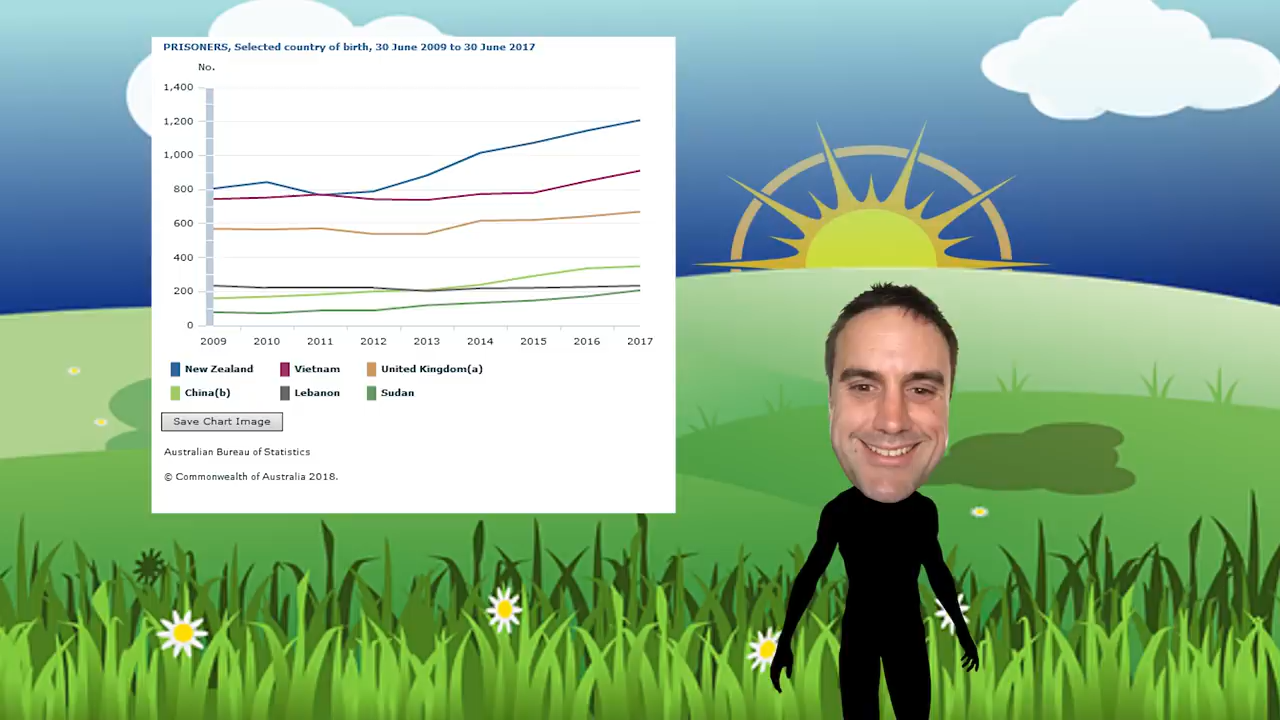 PRISONERS, Selected country of birth, 30 June 2009 to 30 June 2017
No.
1,400
1,200
1,000
800
600
400
200
0
2009 2010 2011 2012 2013 2014 2015 2016 2017
New Zealand Vietnam United Kingdom(a)
China(b) Lebanon Sudan
Save Chart Image
Australian Bureau of Statistics
© Commonwealth of Australia 2018.